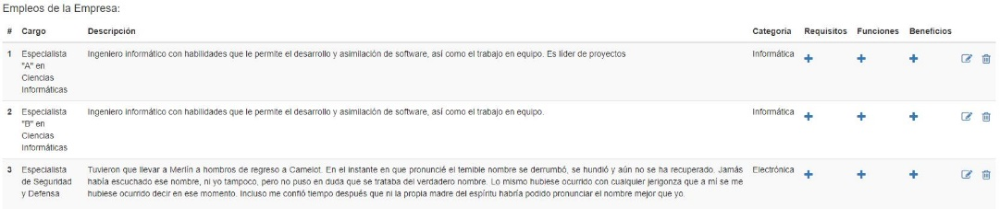 Empleos de la Empresa:
# Cargo Descripción Categoria Requisitos Funciones Beneficios
1 Especialista "A" en Ciencias Informáticas Ingeniero informático con habilidades que le permite el desarrollo y asimilación de software, así como el trabajo en equipo. Es líder de proyectos Informática
2 Especialista "B" en Ciencias Informáticas Ingeniero informático con habilidades que le permite el desarrollo y asimilación de software, así como el trabajo en equipo. Informática
3 Especialista de Seguridad y Defensa Tuvieron que llevar a Merlín a hombros de regreso a Camelot. En el instante en que pronuncié el temible nombre se derrumbó, se hundió y aún no se ha recuperado. Jamás había escuchado ese nombre, ni yo tampoco, pero no puso en duda que se trataba del verdadero nombre. Lo mismo hubiese ocurrido con cualquier jerigonza que a mí se me hubiese ocurrido decir en ese momento. Incluso me confió tiempo después que ni la propia madre del espíritu habría podido pronunciar el nombre mejor que yo. Electrónica